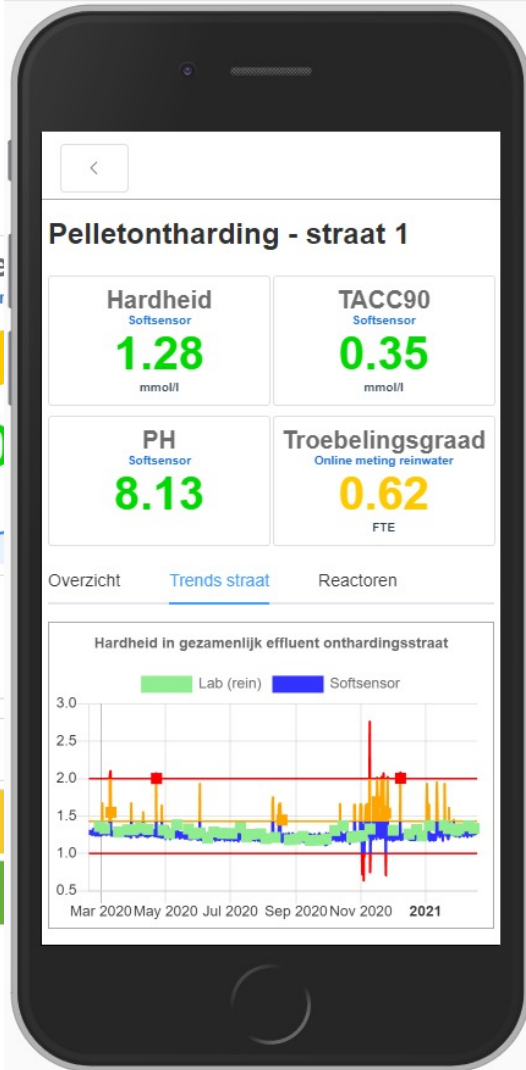 Pelletontharding - straat 1
Hardheid
Softsensor
1.28
mmol/l
TACC90
Softsensor
0.35
mmol/l
PH
Softsensor
8.13
Troebelingsgraad
Online meting reinwater
0.62
FTE
Overzicht Trends straat Reactoren
Hardheid in gezamenlijk effluent onthardingsstraat
Lab (rein) Softsensor
3.0
2.5
2.0
1.5
1.0
0.5
Mar 2020 May 2020 Jul 2020 Sep 2020 Nov 2020 2021